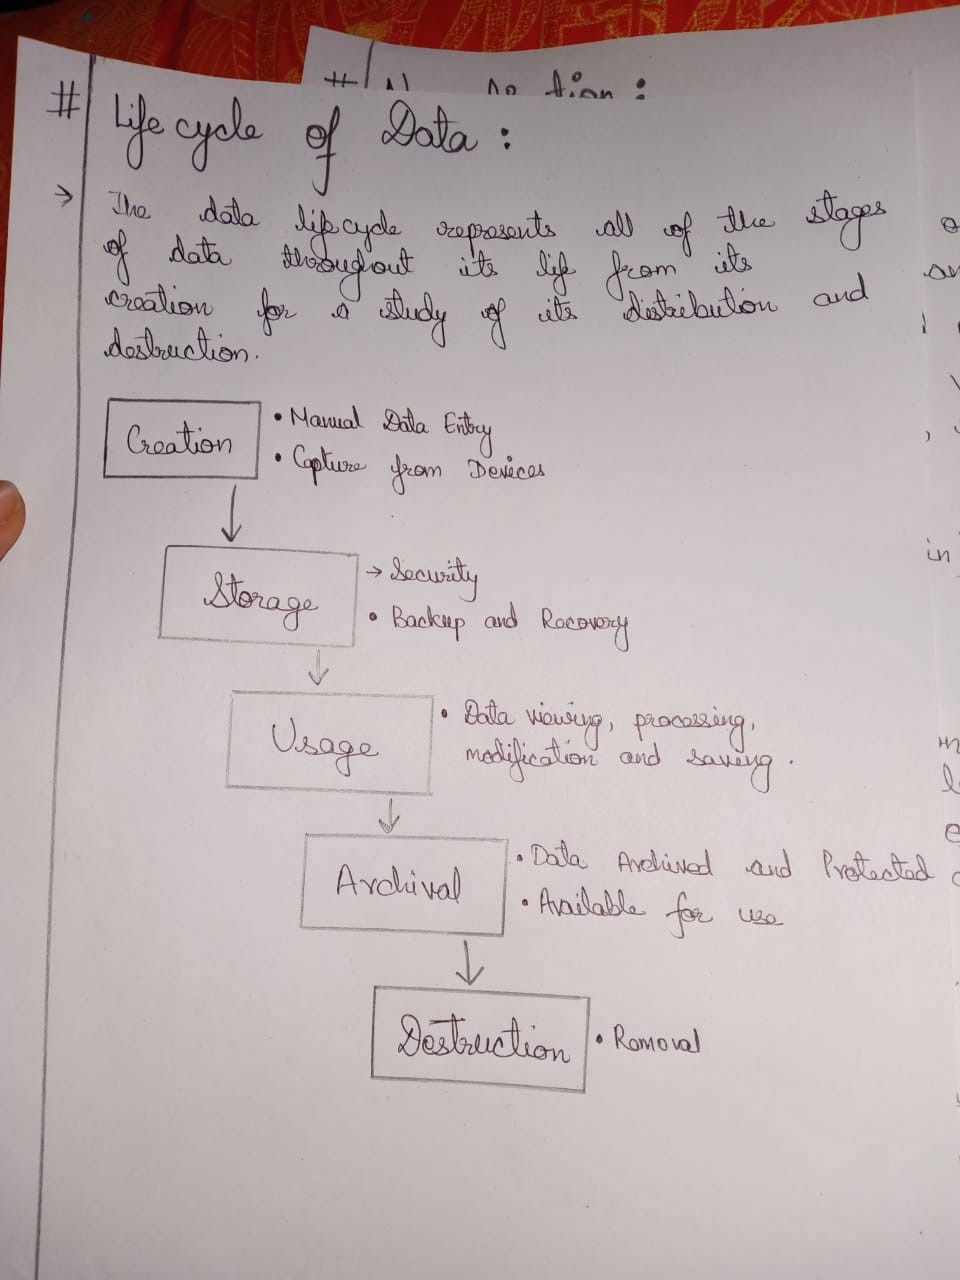 # Life cycle of Data :
→ The data lifecycle represents all of the stages
of data throughout its life from its
creation for a study of its distribution and
destruction.
Creation
• Manual Data Entry
• Capture from Devices
Storage
→ Security
• Backup and Recovery
Usage
• Data viewing, processing,
modification and saving.
Archival
• Data Archived and Protected
• Available for use
Destruction
• Removal
in